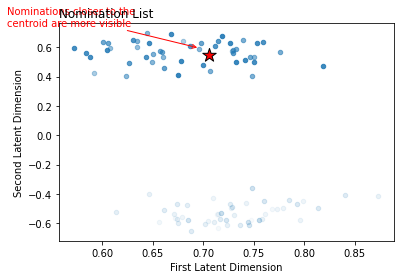 Nomination List
Nominations closer to the
centroid are more visible
0.6
0.4
0.2
0.0
−0.2
−0.4
−0.6
Second Latent Dimension
0.60 0.65 0.70 0.75 0.80 0.85
First Latent Dimension